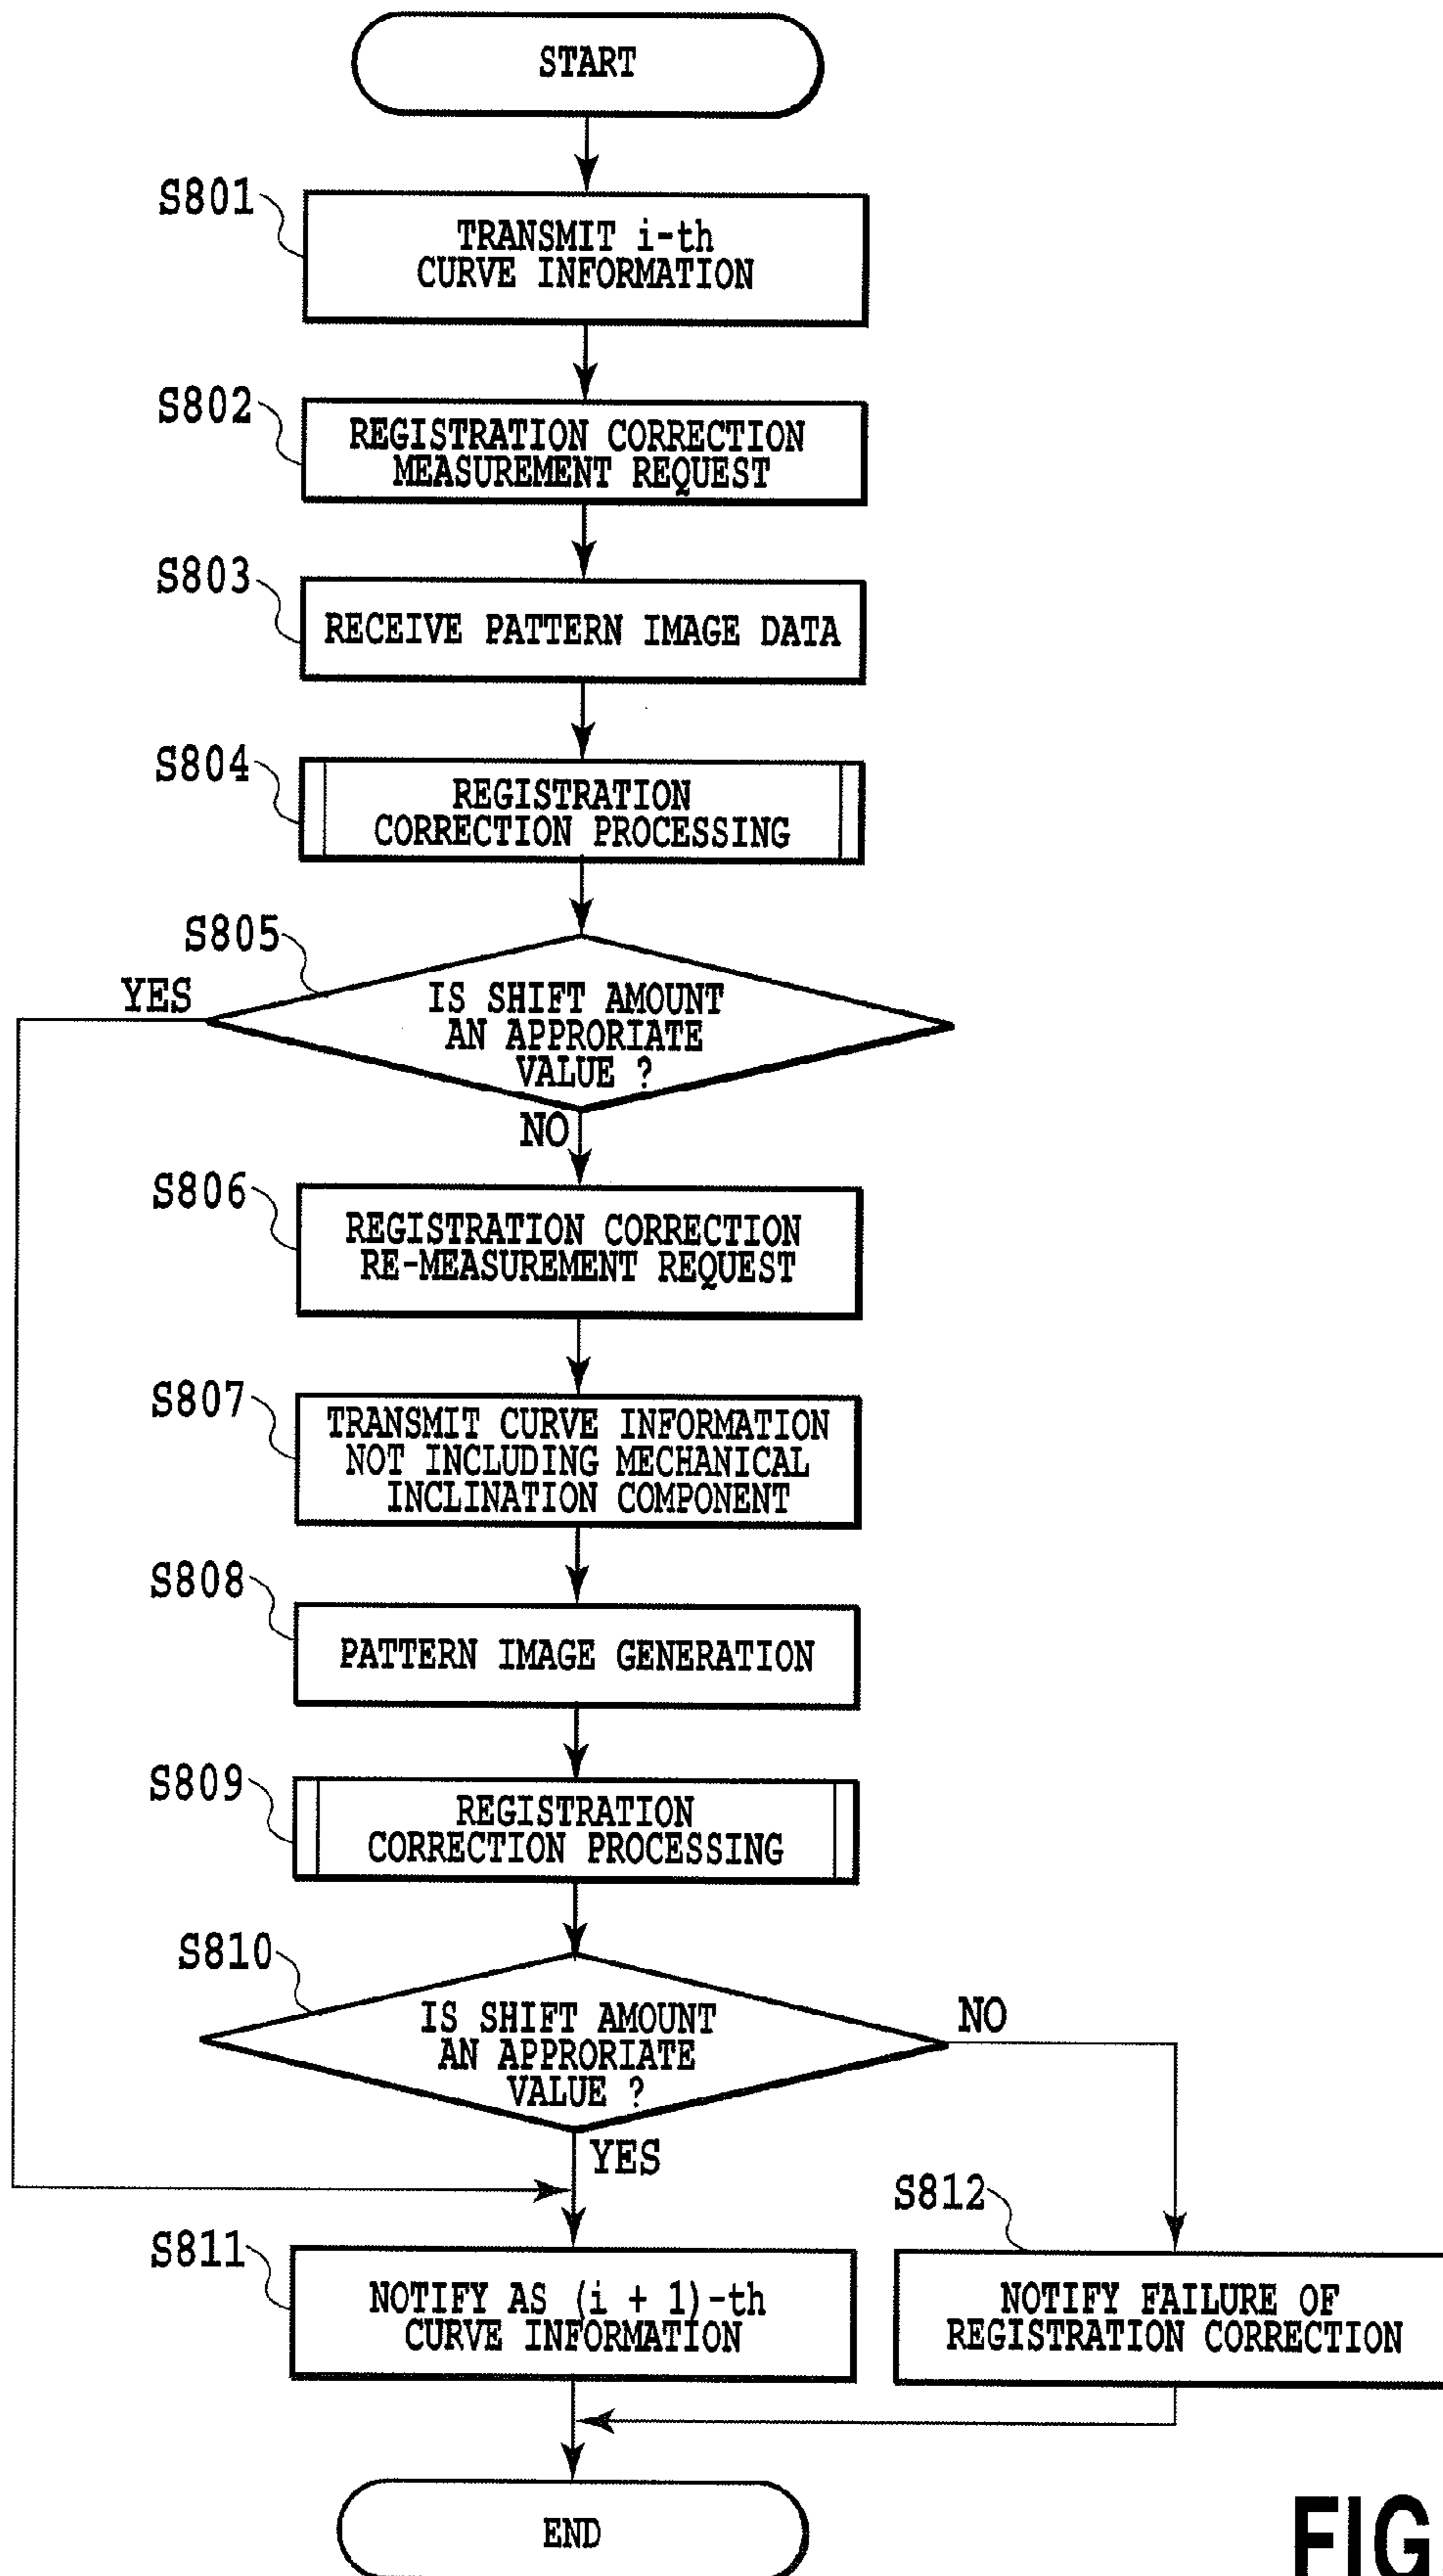 START
S801
TRANSMIT i-th
CURVE INFORMATION
S802
REGISTRATION CORRECTION
MEASUREMENT REQUEST
S803
RECEIVE PATTERN IMAGE DATA
S804
REGISTRATION
CORRECTION PROCESSING
S805
YES
IS SHIFT AMOUNT
AN APPRORIATE
VALUE ?
NO
S806
REGISTRATION CORRECTION
RE-MEASUREMENT REQUEST
S807
TRANSMIT CURVE INFORMATION
NOT INCLUDING MECHANICAL
INCLINATION COMPONENT
S808
PATTERN IMAGE GENERATION
S809
REGISTRATION
CORRECTION PROCESSING
S810
IS SHIFT AMOUNT
AN APPRORIATE
VALUE ?
NO
YES
S811
NOTIFY AS (i + 1)-th
CURVE INFORMATION
S812
NOTIFY FAILURE OF
REGISTRATION CORRECTION
END
FIG.